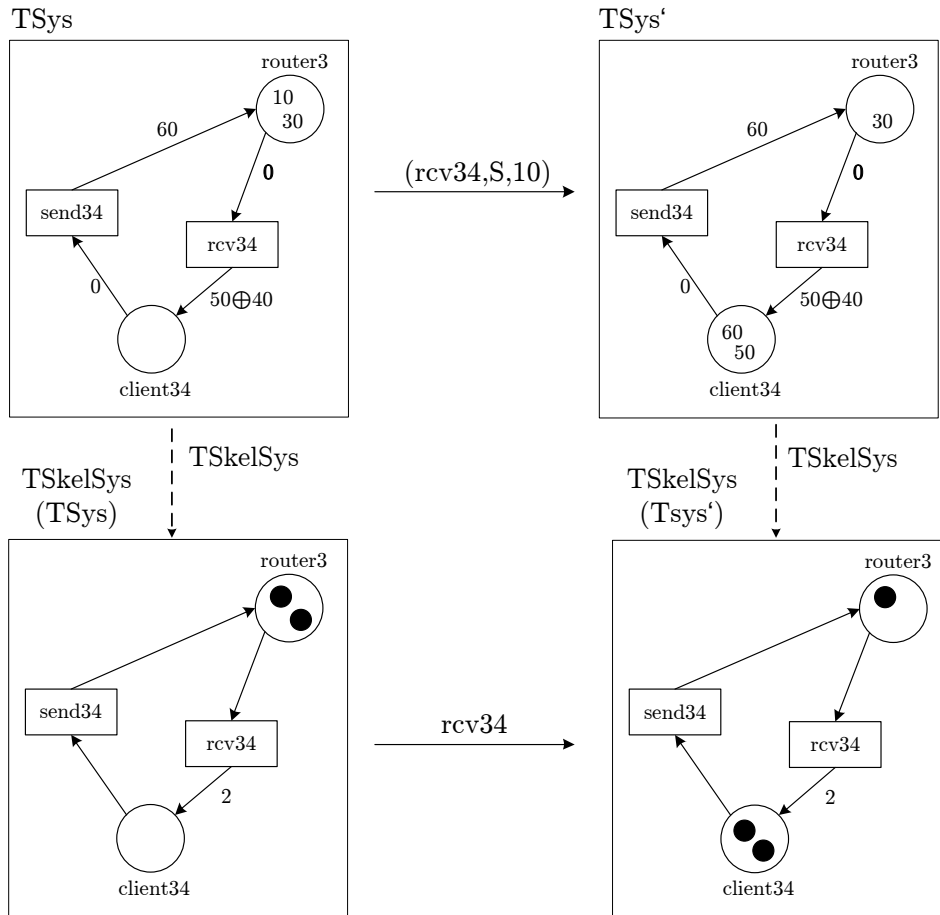 TSys
router3
10
30
60
0
send34
rcv34
0
50⊕40
client34
(rcv34,S,10)
TSys‘
router3
30
60
0
send34
rcv34
0
50⊕40
60
50
client34
TSkelSys
TSkelSys
(TSys)
TSkelSys
TSkelSys
(Tsys‘)
router3
send34
rcv34
2
client34
rcv34
router3
send34
rcv34
2
client34